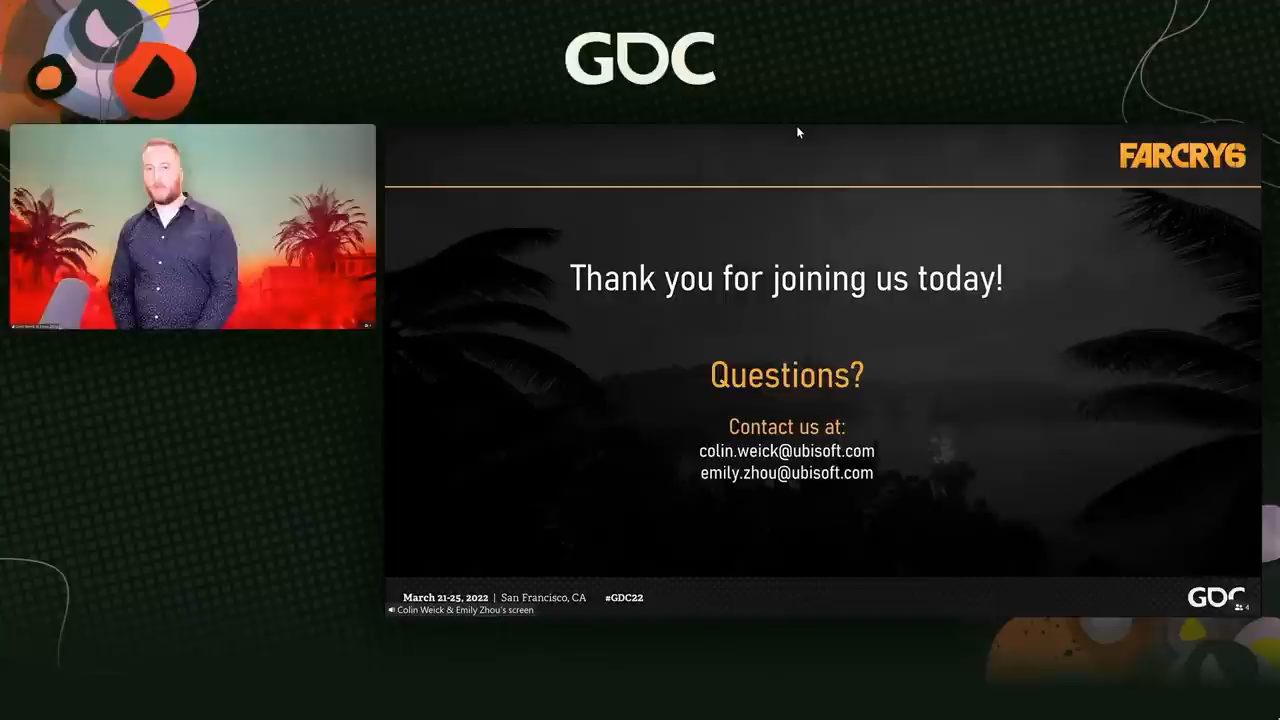 GDC
FARCRY6
Thank you for joining us today!
Questions?
Contact us at:
colin.weick@ubisoft.com
emily.zhou@ubisoft.com
March 21-25, 2022 | San Francisco, CA #GDC22
GDC
Colin Weick & Emily Zhou's screen
4